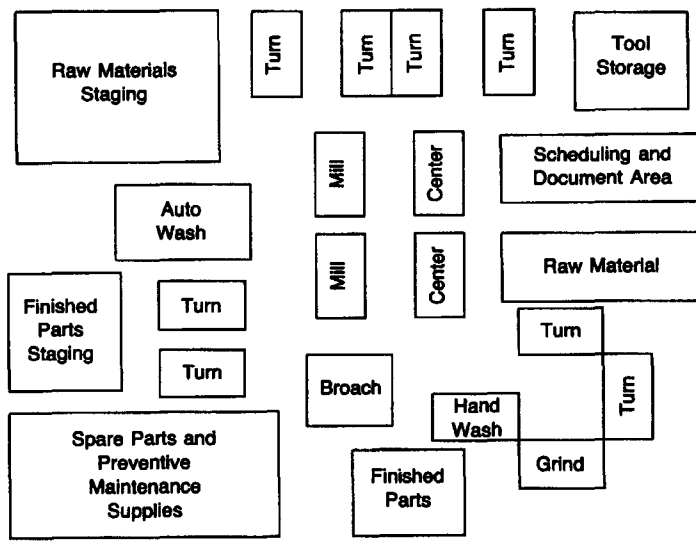 Raw Materials
Staging
Turn
Turn
Turn
Turn
Tool
Storage
Mill
Center
Scheduling and
Document Area
Auto
Wash
Mill
Center
Raw Material
Finished
Parts
Staging
Turn
Turn
Turn
Broach
Hand
Wash
Turn
Spare Parts and
Preventive
Maintenance
Supplies
Finished
Parts
Grind